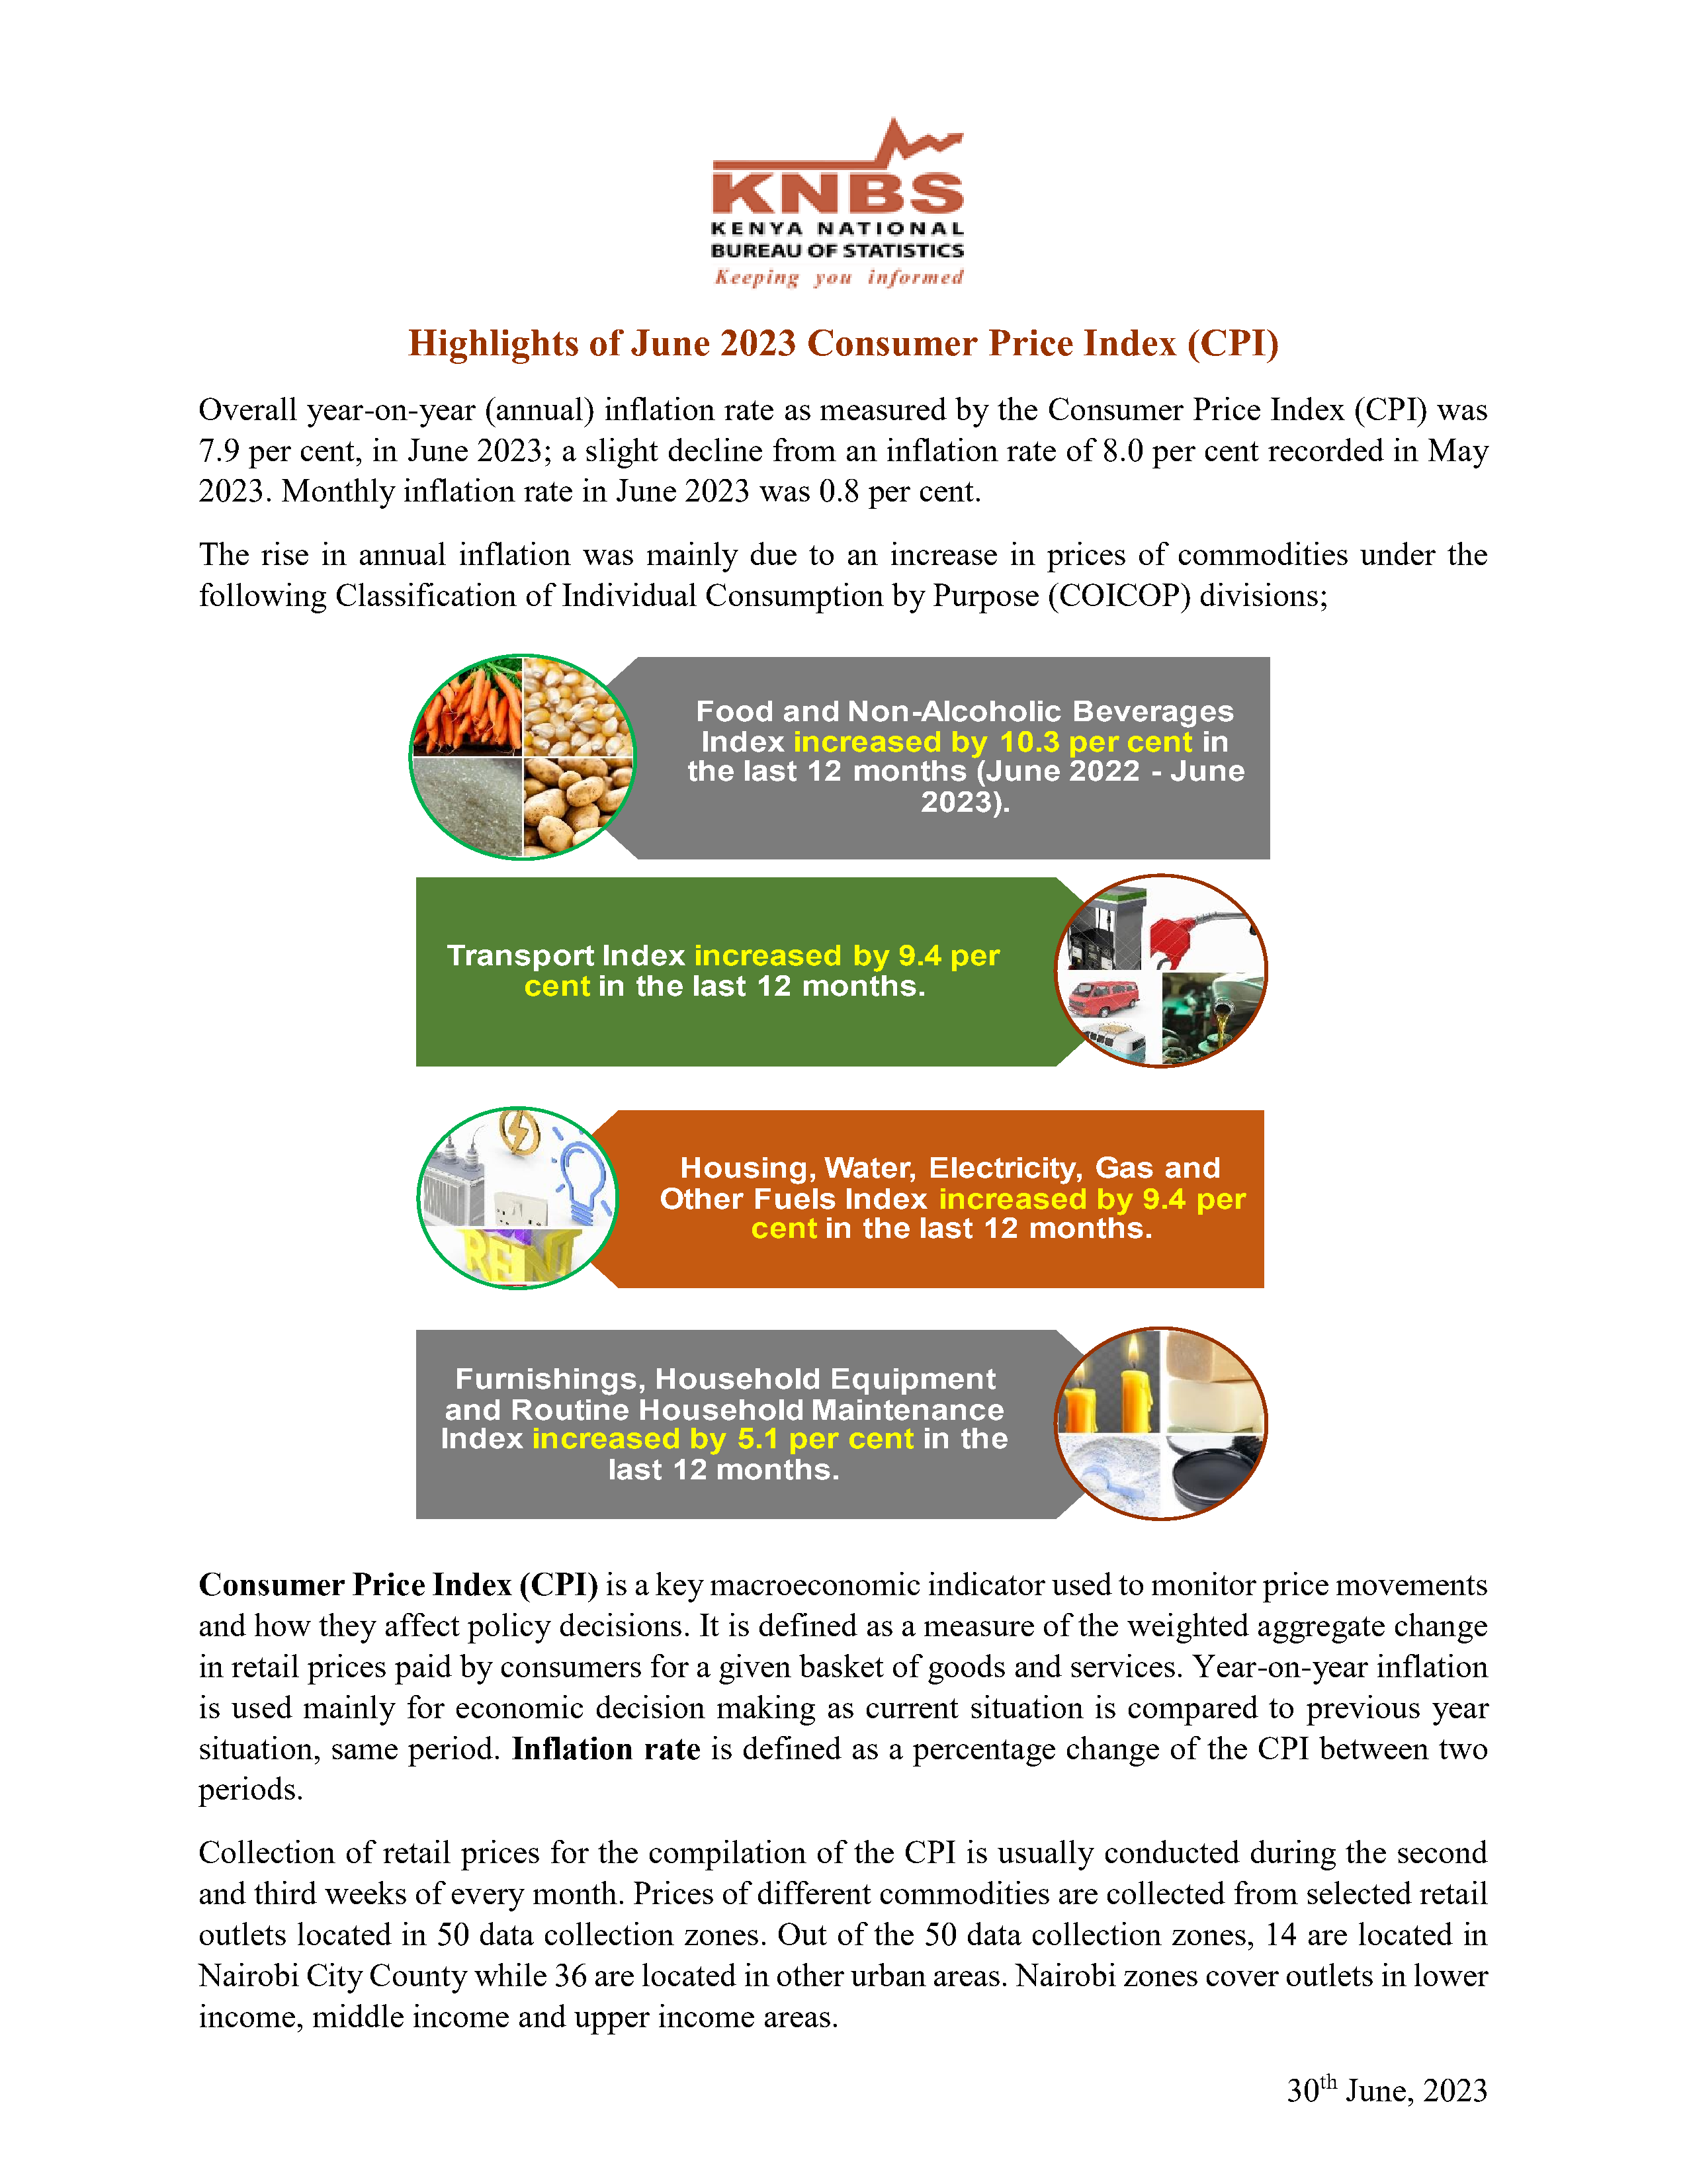 KNBS
KENYA NATIONAL
BUREAU OF STATISTICS
Keeping you informed
Highlights of June 2023 Consumer Price Index (CPI)
Overall year-on-year (annual) inflation rate as measured by the Consumer Price Index (CPI) was
7.9 per cent, in June 2023; a slight decline from an inflation rate of 8.0 per cent recorded in May
2023. Monthly inflation rate in June 2023 was 0.8 per cent.
The rise in annual inflation was mainly due to an increase in prices of commodities under the
following Classification of Individual Consumption by Purpose (COICOP) divisions;
Food and Non-Alcoholic Beverages
Index increased by 10.3 per cent in
the last 12 months (June 2022 - June
2023).
Transport Index increased by 9.4 per
cent in the last 12 months.
Housing, Water, Electricity, Gas and
Other Fuels Index increased by 9.4 per
cent in the last 12 months.
RENT
Furnishings, Household Equipment
and Routine Household Maintenance
Index increased by 5.1 per cent in the
last 12 months.
Consumer Price Index (CPI) is a key macroeconomic indicator used to monitor price movements
and how they affect policy decisions. It is defined as a measure of the weighted aggregate change
in retail prices paid by consumers for a given basket of goods and services. Year-on-year inflation
is used mainly for economic decision making as current situation is compared to previous year
situation, same period. Inflation rate is defined as a percentage change of the CPI between two
periods.
Collection of retail prices for the compilation of the CPI is usually conducted during the second
and third weeks of every month. Prices of different commodities are collected from selected retail
outlets located in 50 data collection zones. Out of the 50 data collection zones, 14 are located in
Nairobi City County while 36 are located in other urban areas. Nairobi zones cover outlets in lower
income, middle income and upper income areas.
30th June, 2023